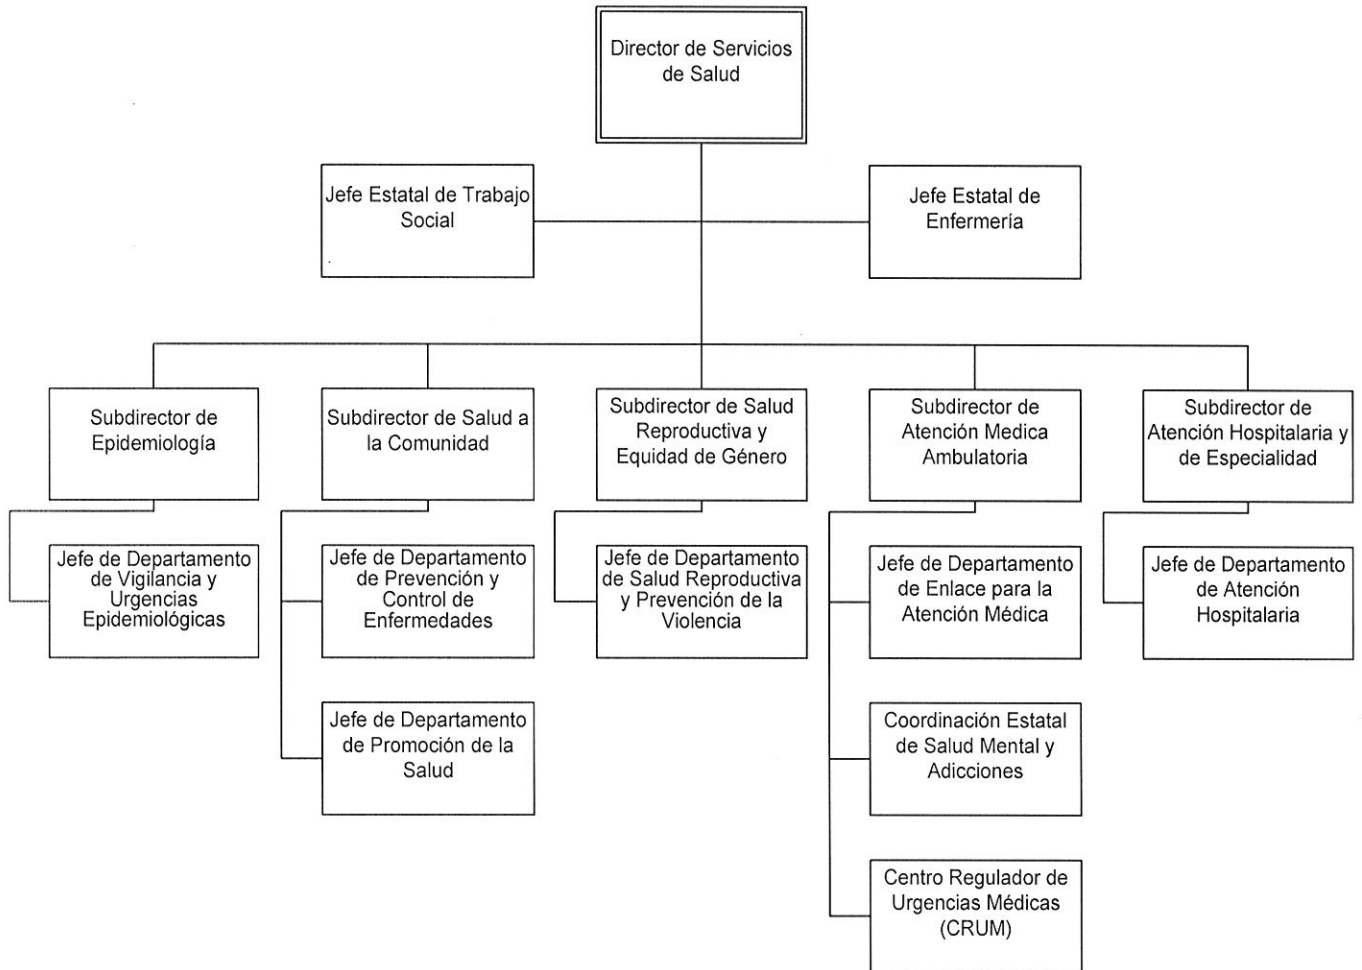 Director de Servicios
de Salud
Jefe Estatal de Trabajo
Social
Jefe Estatal de
Enfermería
Subdirector de
Epidemiología
Subdirector de Salud a
la Comunidad
Subdirector de Salud
Reproductiva y
Equidad de Género
Subdirector de
Atención Medica
Ambulatoria
Subdirector de
Atención Hospitalaria y
de Especialidad
Jefe de Departamento
de Vigilancia y
Urgencias
Epidemiológicas
Jefe de Departamento
de Prevención y
Control de
Enfermedades
Jefe de Departamento
de Salud Reproductiva
y Prevención de la
Violencia
Jefe de Departamento
de Enlace para la
Atención Médica
Jefe de Departamento
de Atención
Hospitalaria
Jefe de Departamento
de Promoción de la
Salud
Coordinación Estatal
de Salud Mental y
Adicciones
Centro Regulador de
Urgencias Médicas
(CRUM)